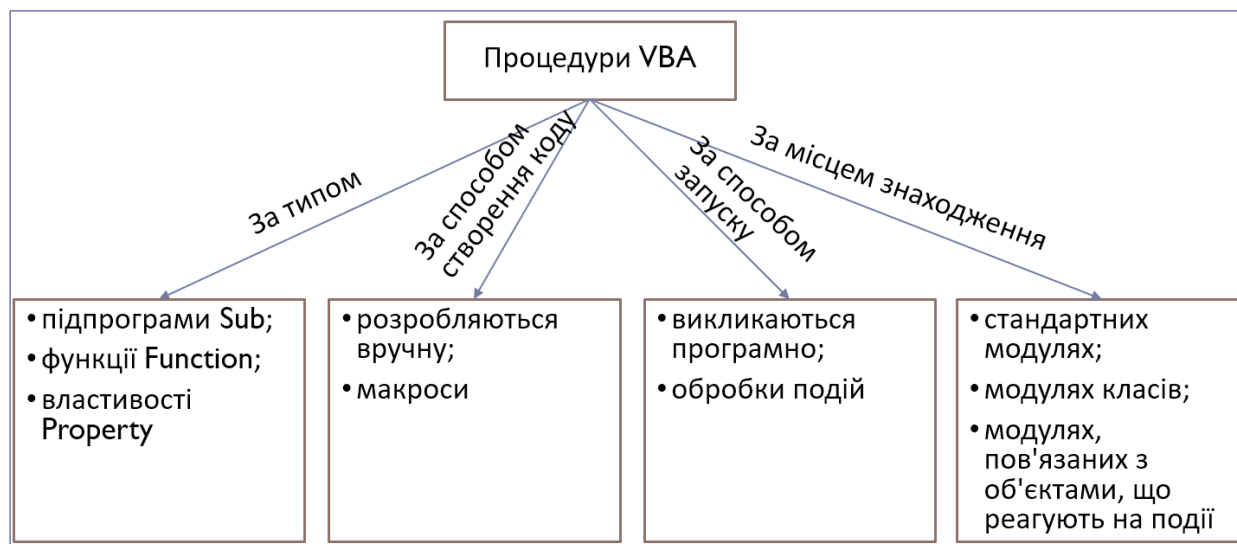 Процедури VBA
За типом
За способом
створення коду
За способом
запуску
За місцем знаходження
•підпрограми Sub;
•функції Function;
•властивості
Property
•розробляються
вручну;
•макроси
•викликаються
програмно;
•обробки подій
•стандартних
модулях;
•модулях класів;
•модулях,
пов'язаних з
об'єктами, що
реагують на події